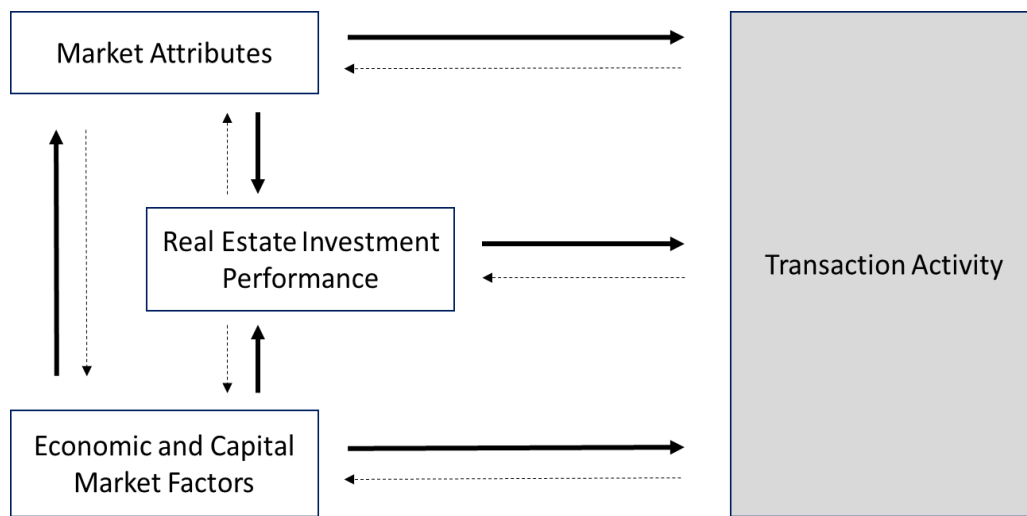 Market Attributes
Real Estate Investment
Performance
Transaction Activity
Economic and Capital
Market Factors